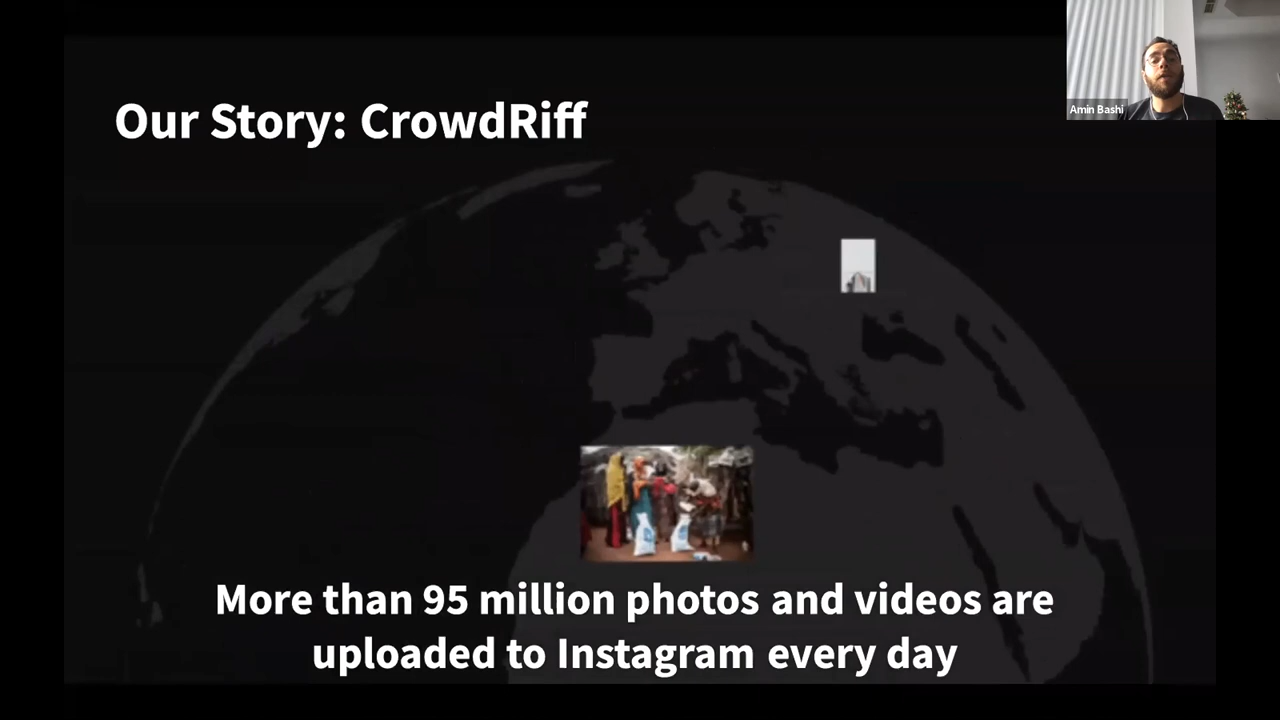 Our Story: CrowdRiff
Amin Bashi
More than 95 million photos and videos are
uploaded to Instagram every day